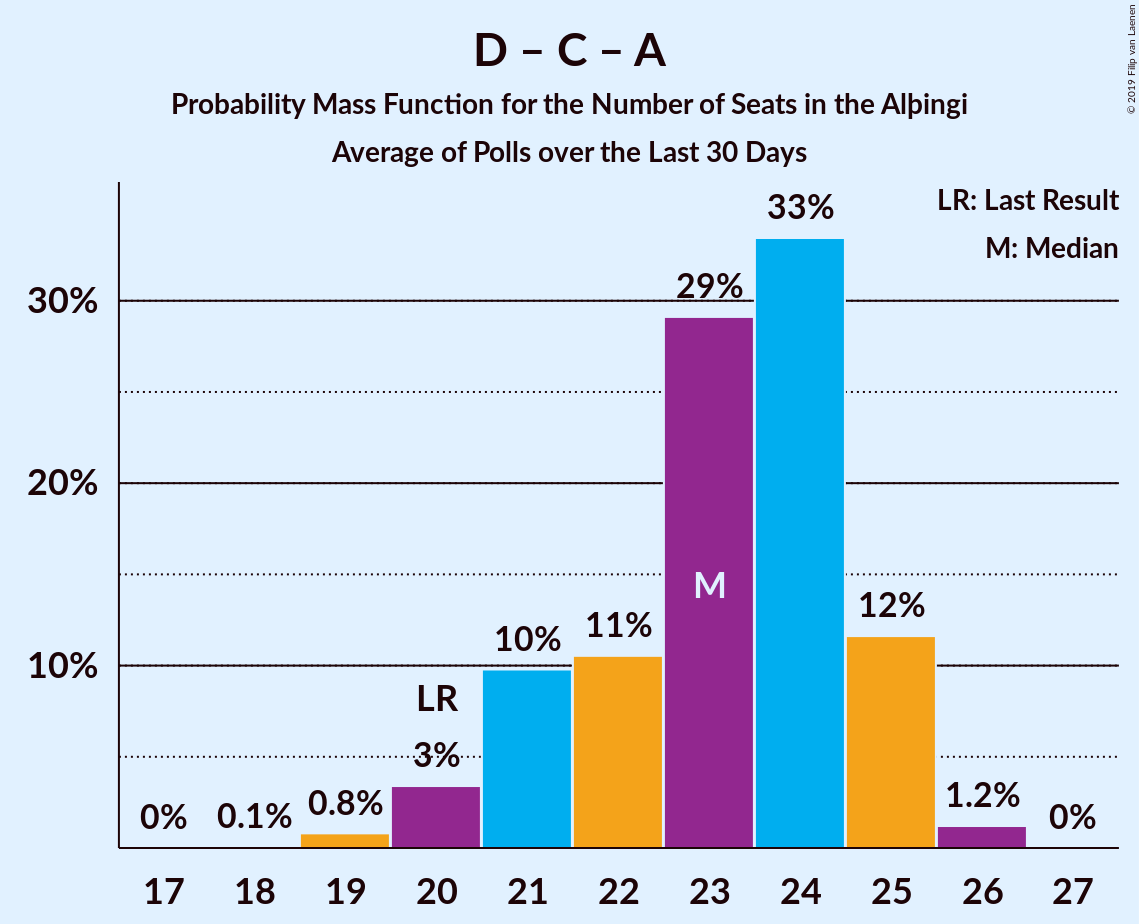 D – C – A
Probability Mass Function for the Number of Seats in the Alþingi
Average of Polls over the Last 30 Days
© 2019 Filip van Laenen
LR: Last Result
M: Median
33%
29%
30%
20%
M
12%
11%
10%
10%
LR
3%
1.2%
0.8%
0.1%
0%
0%
17 18 19 20 21 22 23 24 25 26 27